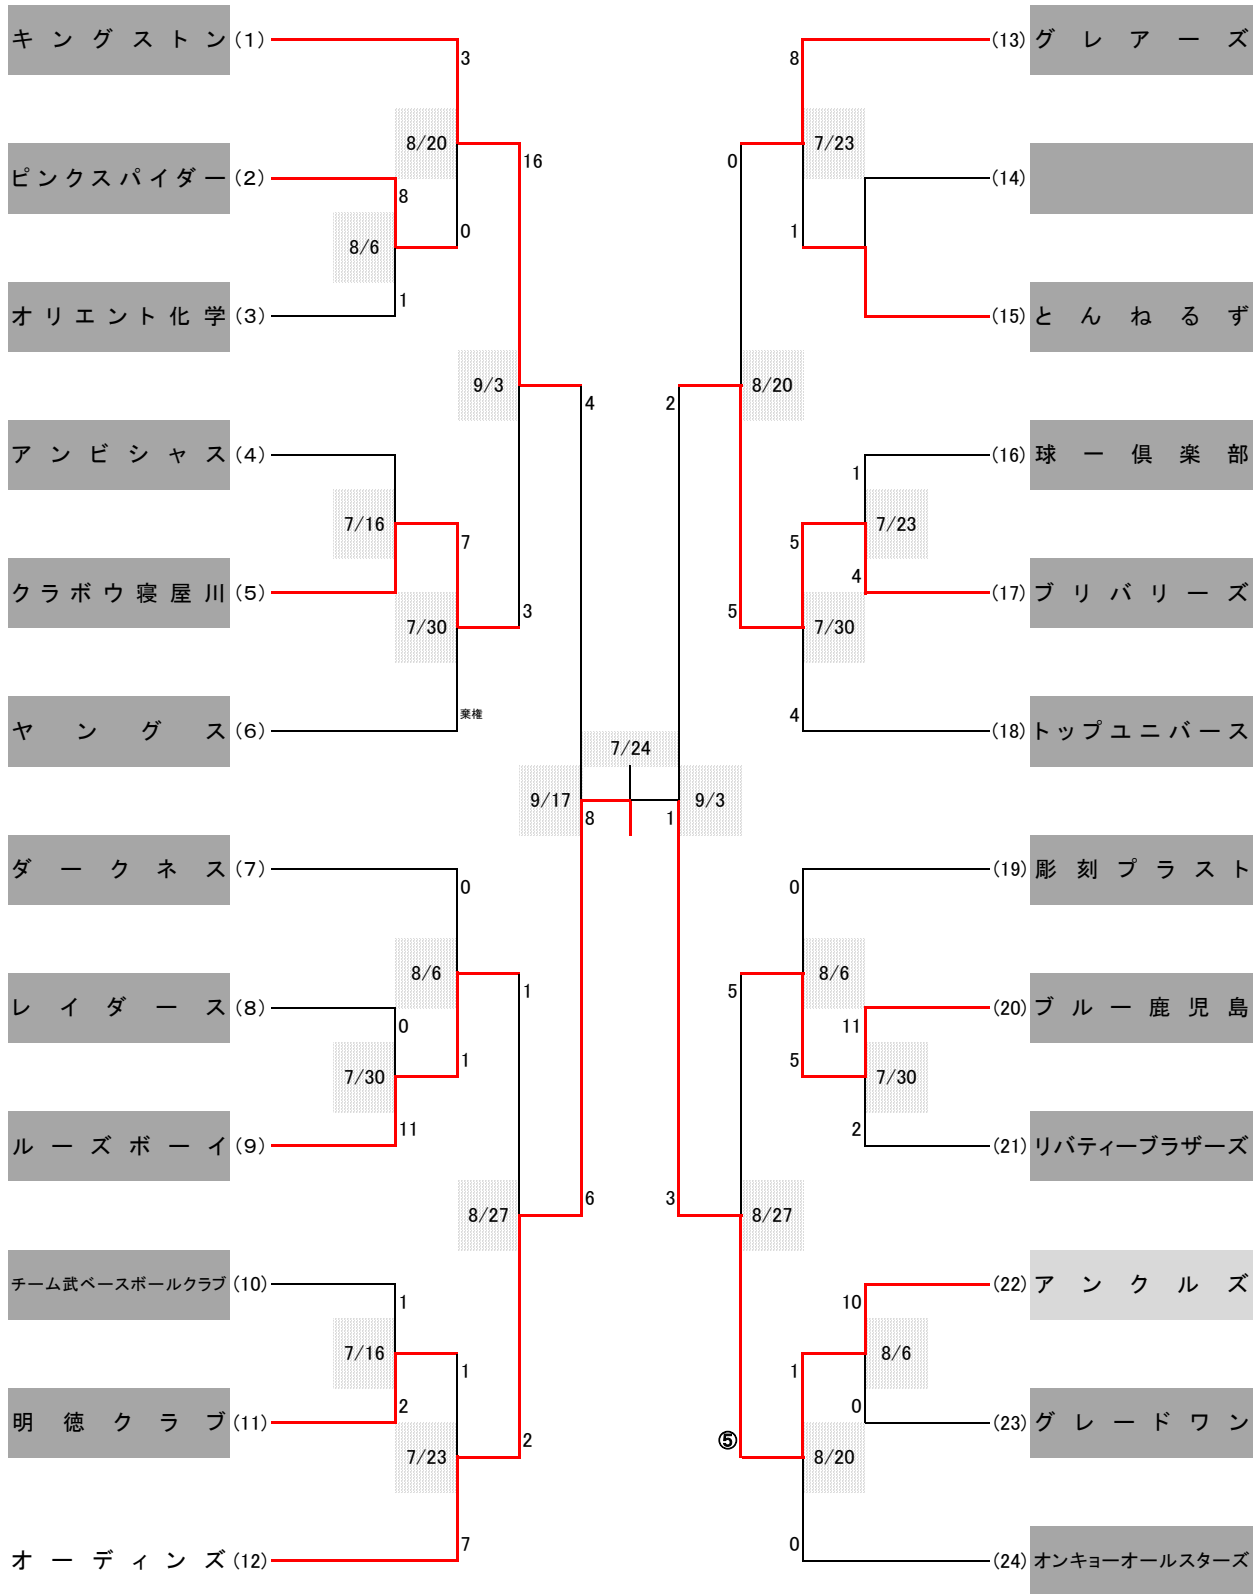 キングストン (1)
3
8/20
16
ピンクスパイダー (2)
8
8/6
0
1
オリエント化学 (3)
9/3
4
アンビシャス (4)
7/16
7
クラボウ寝屋川 (5)
7/30
3
棄権
ヤングス (6)
7/24
9/17
8
ダークネス (7)
0
8/6
1
レイダース (8)
0
7/30
1
11
ルーズボーイ (9)
8/27
6
チーム武ベースボールクラブ (10)
1
7/16
1
2
明徳クラブ (11)
7/23
2
7
オーディンズ (12)
(13) グレアーズ
8
7/23
0
(14)
1
(15) とんねるず
8/20
2
(16) 球一倶楽部
1
7/23
5
4
(17) ブリバリーズ
5
7/30
4
(18) トップユニバース
1
9/3
(19) 彫刻プラスト
0
8/6
5
(20) ブルー鹿児島
11
5
7/30
2
(21) リバティーブラザーズ
3
8/27
(22) アンクルズ
10
8/6
1
0
(23) グレードワン
⑤
8/20
0
(24) オンキョーオールスターズ